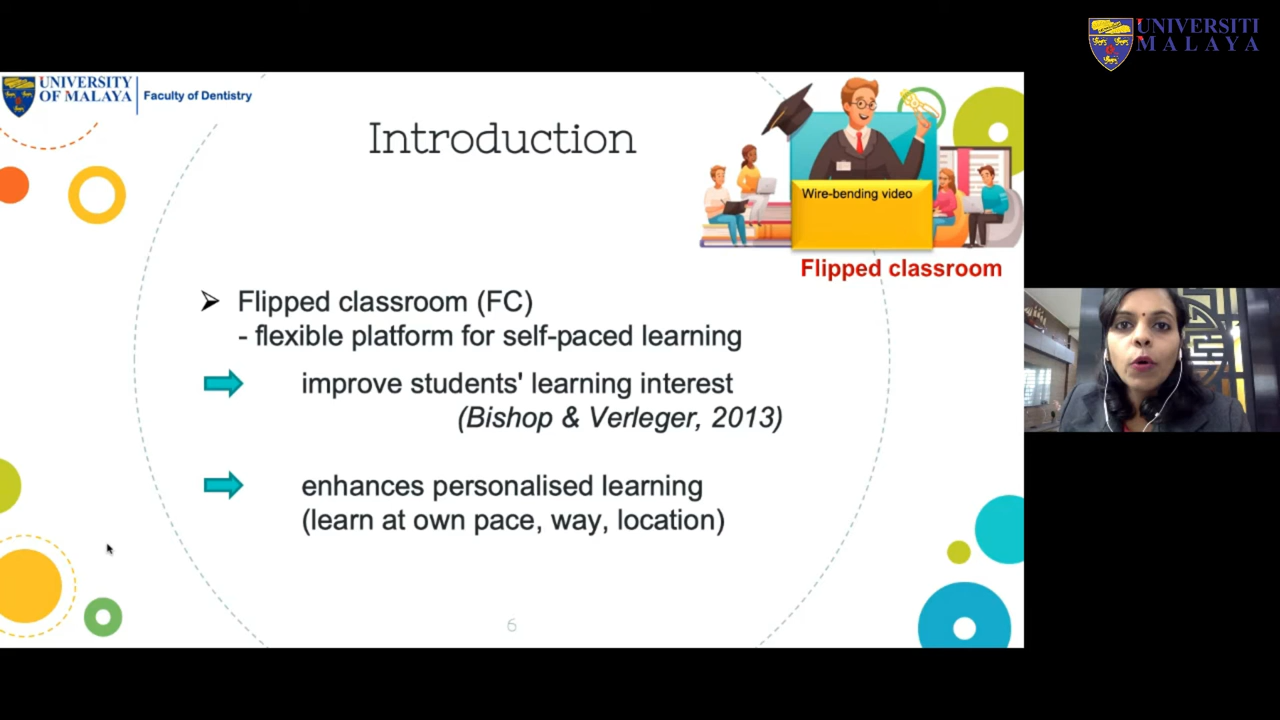 UNIVERSITI
MALAYA
UNIVERSITY
OF MALAYA
Faculty of Dentistry
Introduction
Wire-bending video
Flipped classroom
➢ Flipped classroom (FC)
- flexible platform for self-paced learning
improve students' learning interest
(Bishop & Verleger, 2013)
enhances personalised learning
(learn at own pace, way, location)
6